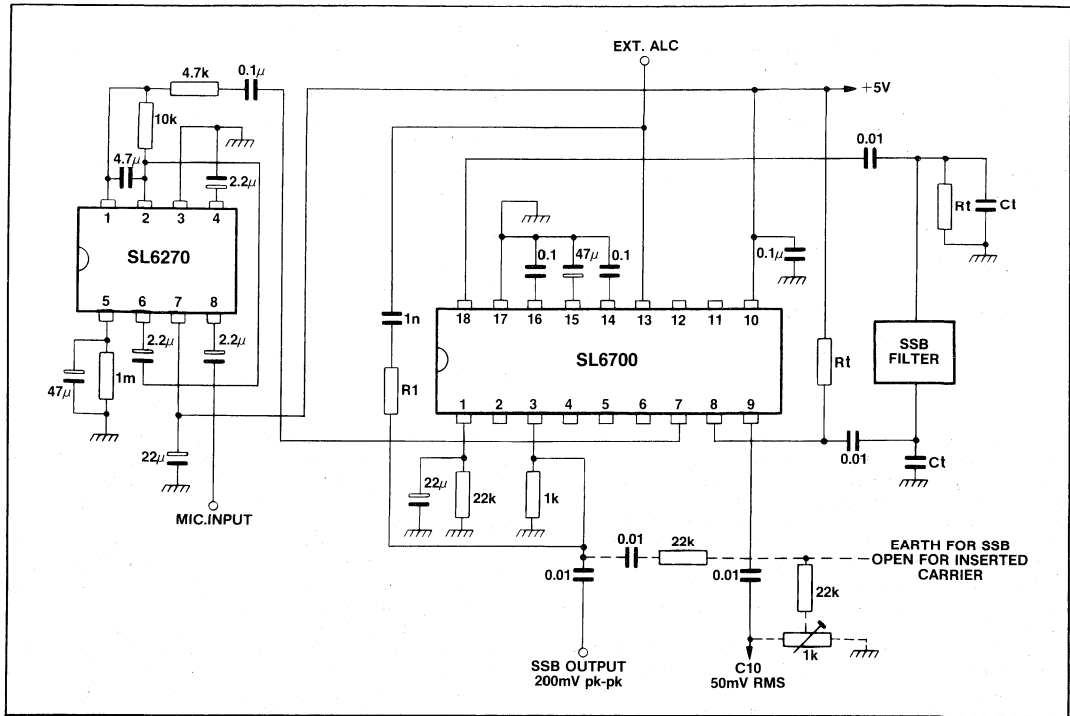 EXT. ALC
4.7k
0.1μ
+5V
10k
0.01
4.7μ
2.2μ
Rt
Ct
1
2
3
4
SL6270
5
6
7
8
0.1
47μ
0.1
0.1μ
18
17
16
15
14
13
12
11
10
SL6700
1
2
3
4
5
6
7
8
9
1n
R1
SSB
FILTER
Rt
2.2μ
2.2μ
47μ
1m
0.01
Ct
22μ
22μ
22k
1k
MIC.INPUT
0.01
22k
EARTH FOR SSB
OPEN FOR INSERTED
CARRIER
0.01
0.01
22k
1k
SSB OUTPUT
200mV pk-pk
C10
50mV RMS